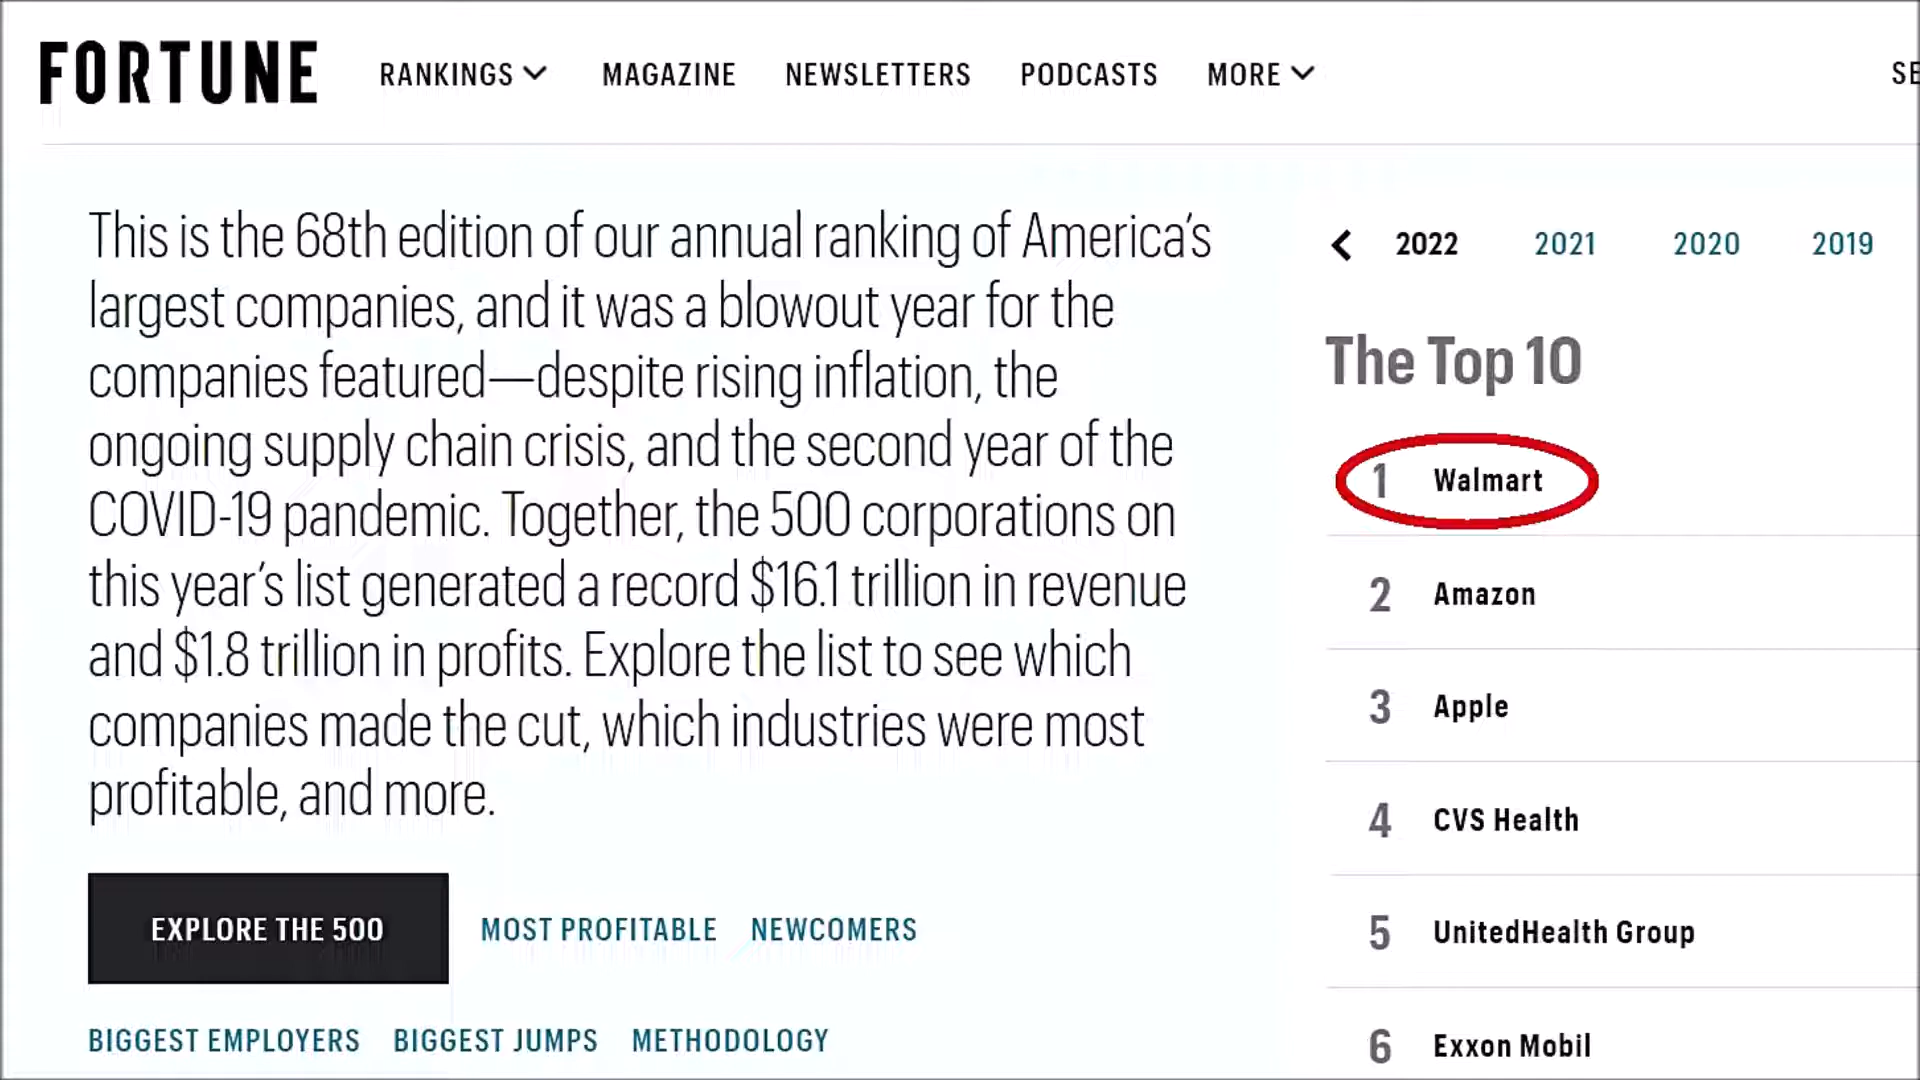 FORTUNE RANKINGS MAGAZINE NEWSLETTERS PODCASTS MORE
This is the 68th edition of our annual ranking of America's
largest companies, and it was a blowout year for the
companies featured—despite rising inflation, the
ongoing supply chain crisis, and the second year of the
COVID-19 pandemic. Together, the 500 corporations on
this year's list generated a record $16.1 trillion in revenue
and $1.8 trillion in profits. Explore the list to see which
companies made the cut, which industries were most
profitable, and more.
EXPLORE THE 500 MOST PROFITABLE NEWCOMERS
BIGGEST EMPLOYERS BIGGEST JUMPS METHODOLOGY
2022 2021 2020 2019
The Top 10
1 Walmart
2 Amazon
3 Apple
4 CVS Health
5 UnitedHealth Group
6 Exxon Mobil